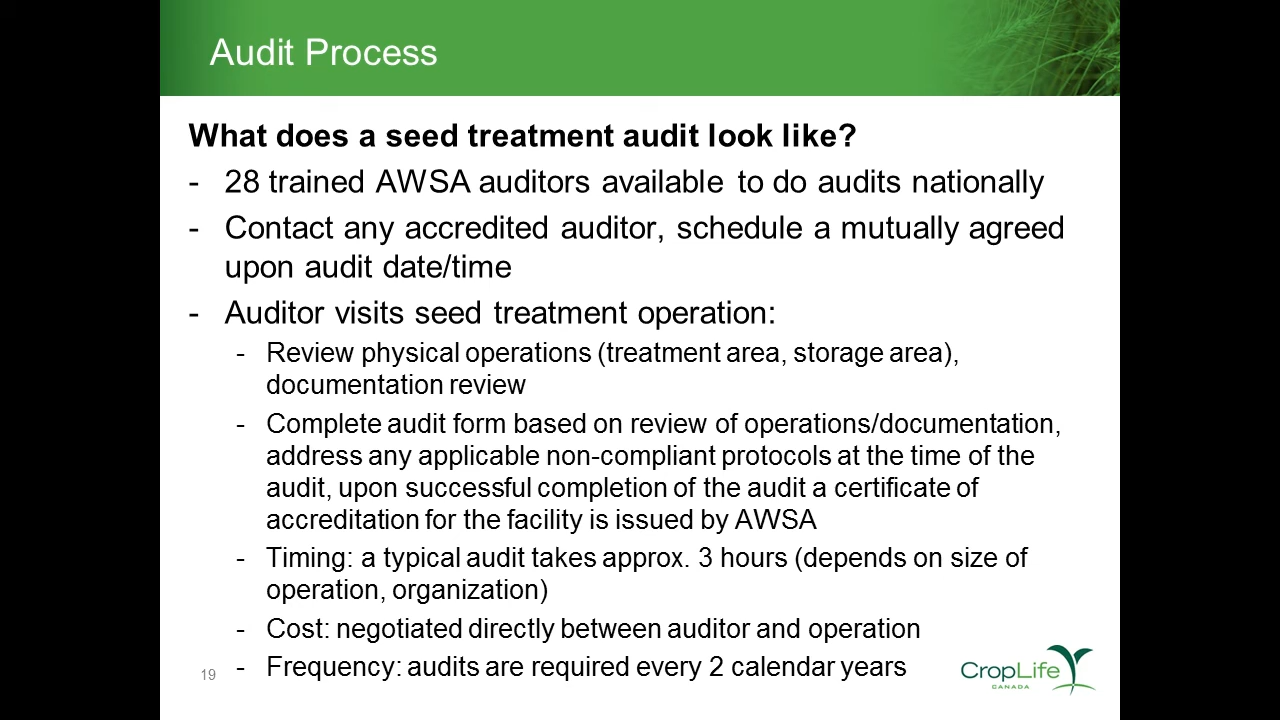 Audit Process
What does a seed treatment audit look like?
- 28 trained AWSA auditors available to do audits nationally
- Contact any accredited auditor, schedule a mutually agreed
upon audit date/time
- Auditor visits seed treatment operation:
- Review physical operations (treatment area, storage area),
documentation review
- Complete audit form based on review of operations/documentation,
address any applicable non-compliant protocols at the time of the
audit, upon successful completion of the audit a certificate of
accreditation for the facility is issued by AWSA
- Timing: a typical audit takes approx. 3 hours (depends on size of
operation, organization)
- Cost: negotiated directly between auditor and operation
- Frequency: audits are required every 2 calendar years
19
CropLife
CANADA